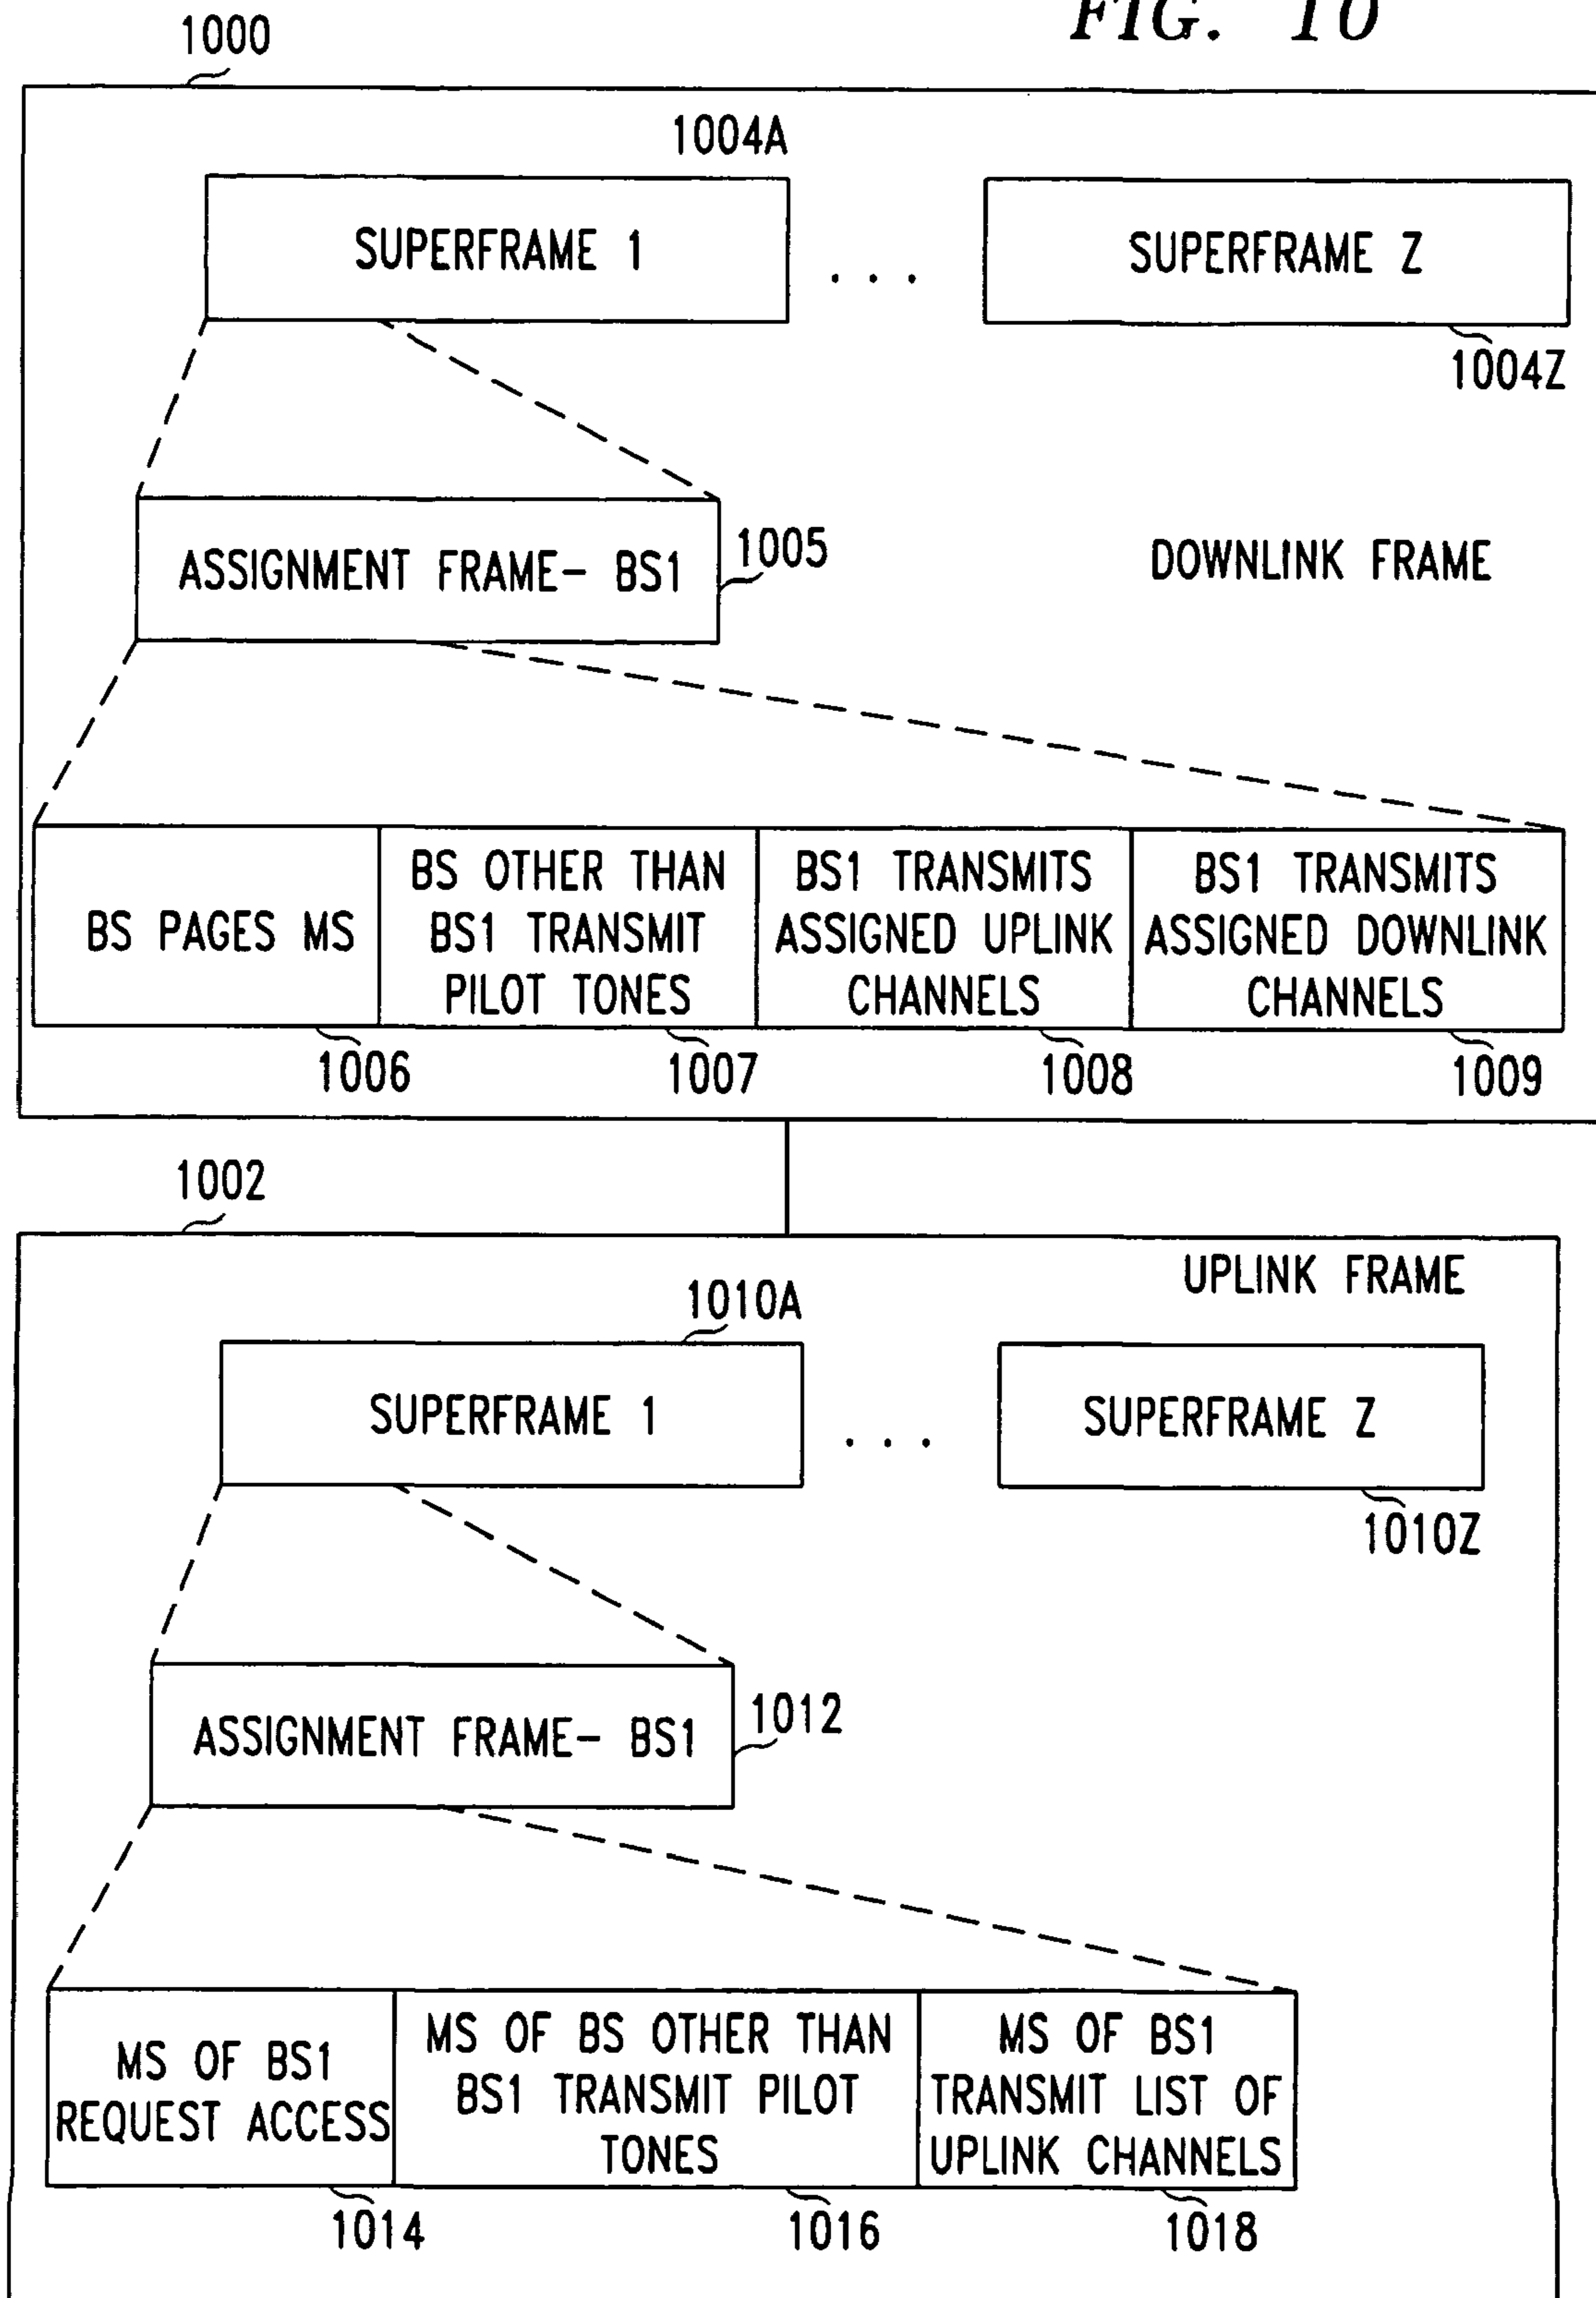 FIG. 10
1000
1004A
SUPERFRAME 1
. . .
SUPERFRAME Z
1004Z
ASSIGNMENT FRAME- BS1
1005
DOWNLINK FRAME
BS PAGES MS
BS OTHER THAN
BS1 TRANSMIT
PILOT TONES
BS1 TRANSMITS
ASSIGNED UPLINK
CHANNELS
BS1 TRANSMITS
ASSIGNED DOWNLINK
CHANNELS
1006
1007
1008
1009
1002
UPLINK FRAME
1010A
SUPERFRAME 1
. . .
SUPERFRAME Z
1010Z
ASSIGNMENT FRAME- BS1
1012
MS OF BS1
REQUEST ACCESS
MS OF BS OTHER THAN
BS1 TRANSMIT PILOT
TONES
MS OF BS1
TRANSMIT LIST OF
UPLINK CHANNELS
1014
1016
1018